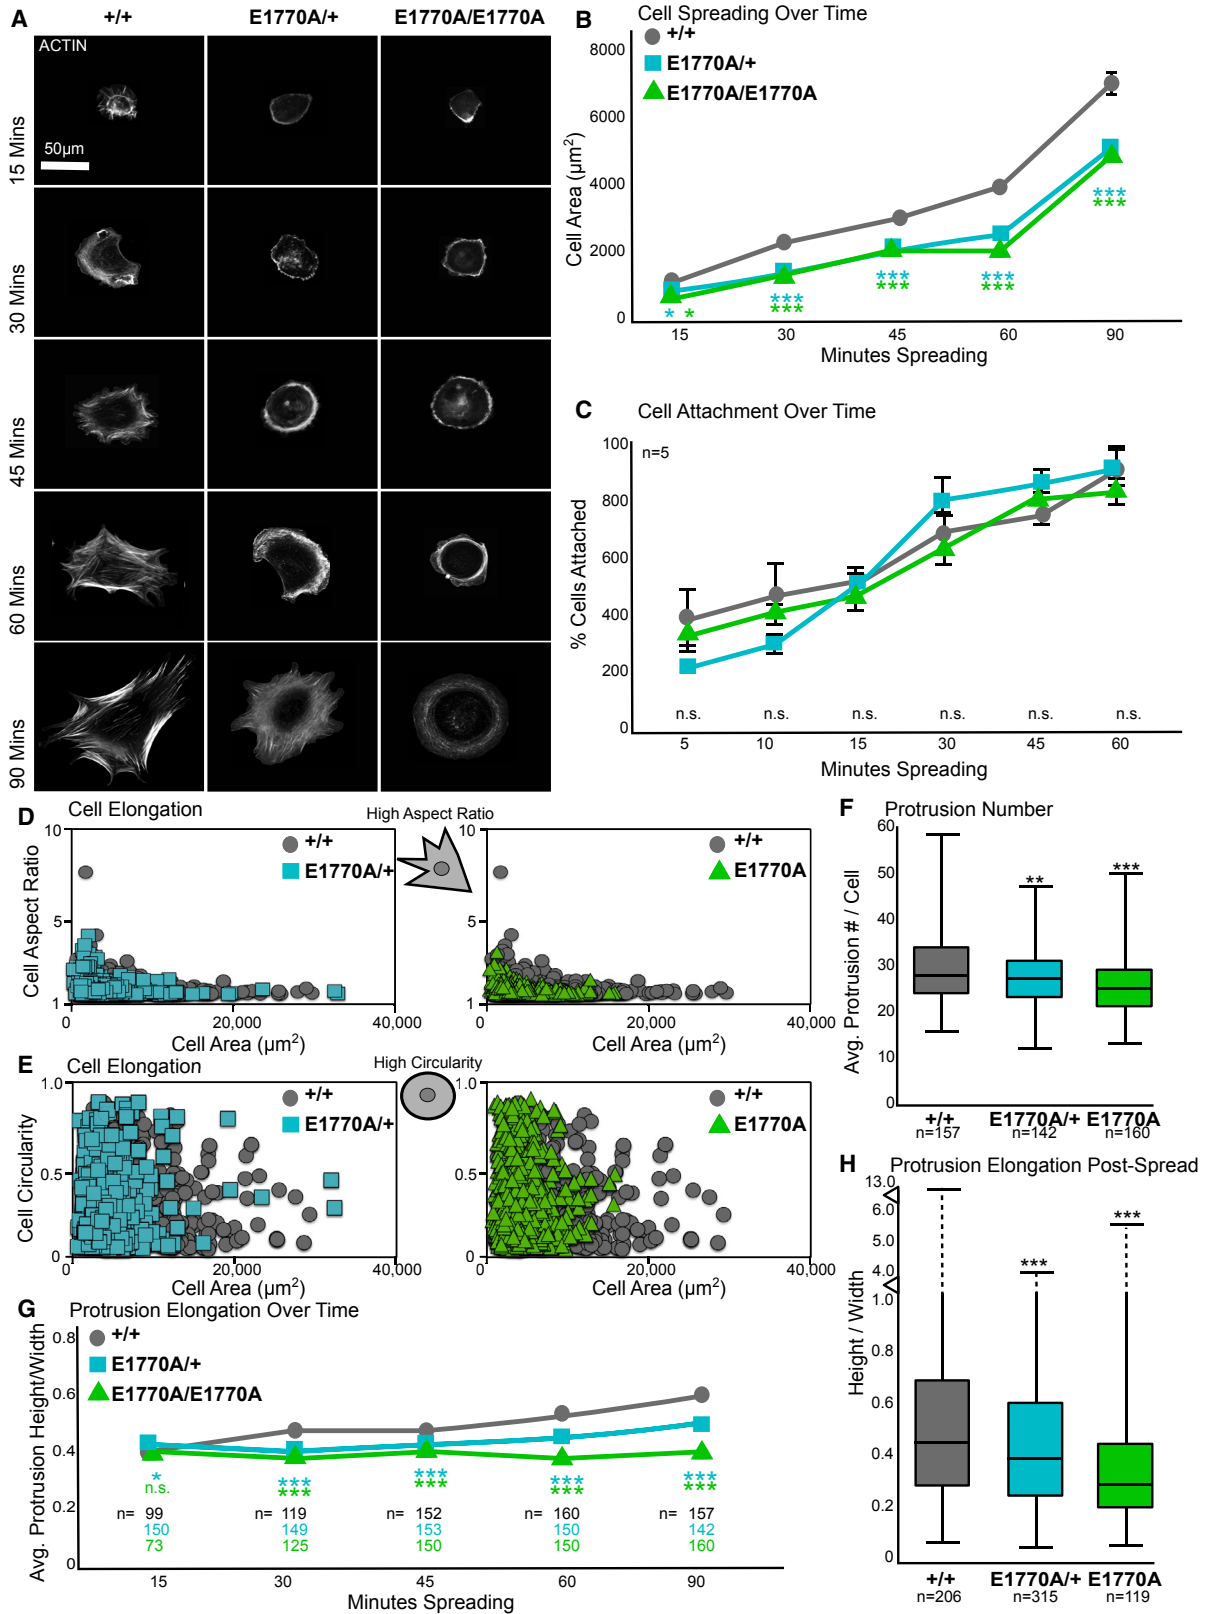 A
+/+
E1770A/+
E1770A/E1770A
ACTIN
50µm
15 Mins
30 Mins
45 Mins
60 Mins
90 Mins
B
Cell Spreading Over Time
+/+
E1770A/+
E1770A/E1770A
Cell Area (µm²)
8000
6000
4000
2000
0
* *
***
***
***
***
***
***
***
***
15 30 45 60 90
Minutes Spreading
C
Cell Attachment Over Time
n=5
% Cells Attached
100
800
600
400
200
0
n.s. n.s. n.s. n.s. n.s. n.s.
5 10 15 30 45 60
Minutes Spreading
D
Cell Elongation
High Aspect Ratio
Cell Aspect Ratio
10
5
1
+/+
E1770A/+
0 20,000 40,000
Cell Area (µm²)
10
5
1
+/+
E1770A
0 20,000 40,000
Cell Area (µm²)
E
Cell Elongation
High Circularity
Cell Circularity
1.0
0.5
0
+/+
E1770A/+
0 20,000 40,000
Cell Area (µm²)
1.0
0.5
0
+/+
E1770A
0 20,000 40,000
Cell Area (µm²)
F
Protrusion Number
Avg. Protrusion # / Cell
60
50
40
30
20
10
0
**
***
+/+ E1770A/+ E1770A
n=157 n=142 n=160
G
Protrusion Elongation Over Time
+/+
E1770A/+
E1770A/E1770A
Avg. Protrusion Height/Width
0.8
0.6
0.4
0.2
0
* *** *** *** ***
n.s. *** *** *** ***
n= 99 n= 119 n= 152 n= 160 n= 157
150 149 153 150 142
73 125 150 150 160
15 30 45 60 90
Minutes Spreading
H
Protrusion Elongation Post-Spread
Height / Width
13.0
6.0
5.0
4.0
1.0
0.8
0.6
0.4
0.2
0
***
***
+/+ E1770A/+ E1770A
n=206 n=315 n=119